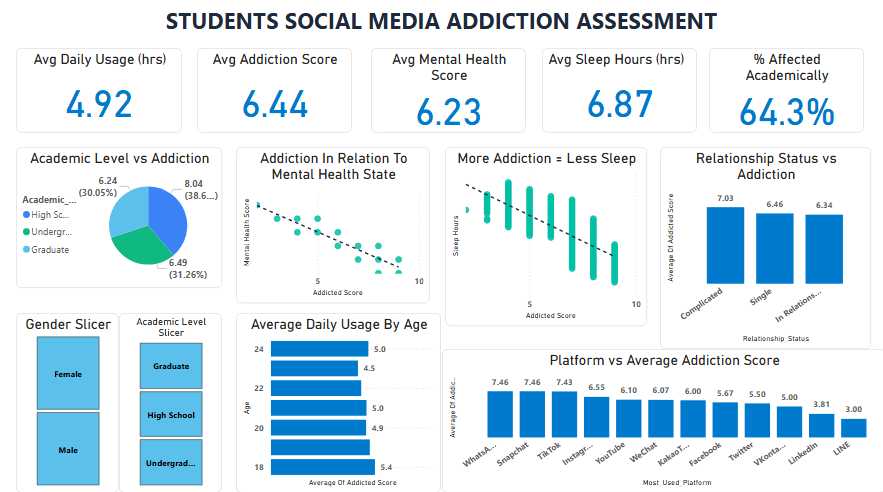 STUDENTS SOCIAL MEDIA ADDICTION ASSESSMENT
Avg Daily Usage (hrs)
4.92
Avg Addiction Score
6.44
Avg Mental Health
Score
6.23
Avg Sleep Hours (hrs)
6.87
% Affected
Academically
64.3%
Academic Level vs Addiction
6.24
(30.05%)
8.04
(38.6...)
Academic_...
High Sc...
Undergr...
Graduate
6.49
(31.26%)
Addiction In Relation To
Mental Health State
Mental Health Score
5
10
Addicted Score
More Addiction = Less Sleep
Sleep Hours
5
10
Addicted Score
Relationship Status vs
Addiction
Average Of Addicted Score
7.03
6.46
6.34
Complicated
Single
In Relations...
Relationship_Status
Gender Slicer
Female
Male
Academic Level
Slicer
Graduate
High School
Undergrad...
Average Daily Usage By Age
Age
24
5.0
4.5
22
5.0
20
4.9
18
5.4
Average Of Addicted Score
Platform vs Average Addiction Score
Average Of Addic...
7.46
7.46
7.43
6.55
6.10
6.07
6.00
5.67
5.50
5.00
3.81
3.00
WhatsA...
Snapchat
TikTok
Instagr...
YouTube
WeChat
KakaoT...
Facebook
Twitter
VKonta...
LinkedIn
LINE
Most_Used_Platform